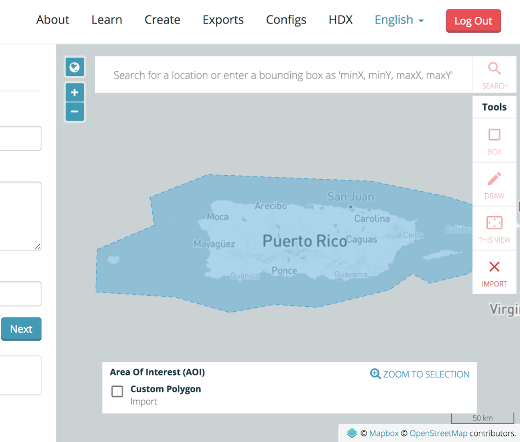 About Learn Create Exports Configs HDX English Log Out
Search for a location or enter a bounding box as 'minX, minY, maxX, maxY'
SEARCH
Tools
BOX
DRAW
THIS VIEW
IMPORT
San Juan
Arecibo
Moca
Carolina
Mayagüez
Puerto Rico
Caguas
Ceiba
Guánica
Ponce
Guayama
Virgi
Next
Area Of Interest (AOI)
ZOOM TO SELECTION
Custom Polygon
Import
50 km
© Mapbox © OpenStreetMap contributors.